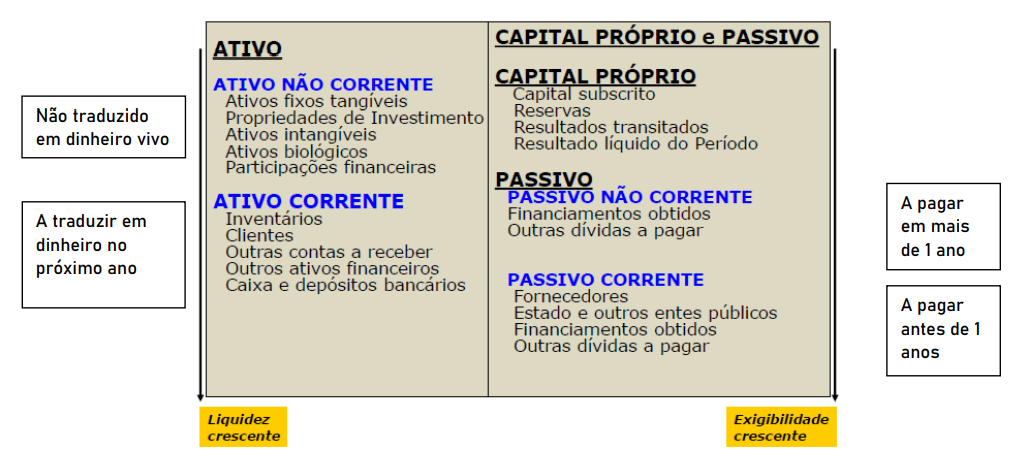 Não traduzido
em dinheiro vivo
A traduzir em
dinheiro no
próximo ano
ATIVO
ATIVO NÃO CORRENTE
Ativos fixos tangíveis
Propriedades de Investimento
Ativos intangíveis
Ativos biológicos
Participações financeiras
ATIVO CORRENTE
Inventários
Clientes
Outras contas a receber
Outros ativos financeiros
Caixa e depósitos bancários
CAPITAL PRÓPRIO e PASSIVO
CAPITAL PRÓPRIO
Capital subscrito
Reservas
Resultados transitados
Resultado líquido do Período
PASSIVO
PASSIVO NÃO CORRENTE
Financiamentos obtidos
Outras dívidas a pagar
PASSIVO CORRENTE
Fornecedores
Estado e outros entes públicos
Financiamentos obtidos
Outras dívidas a pagar
A pagar
em mais
de 1 ano
A pagar
antes de 1
anos
Liquidez
crescente
Exigibilidade
crescente